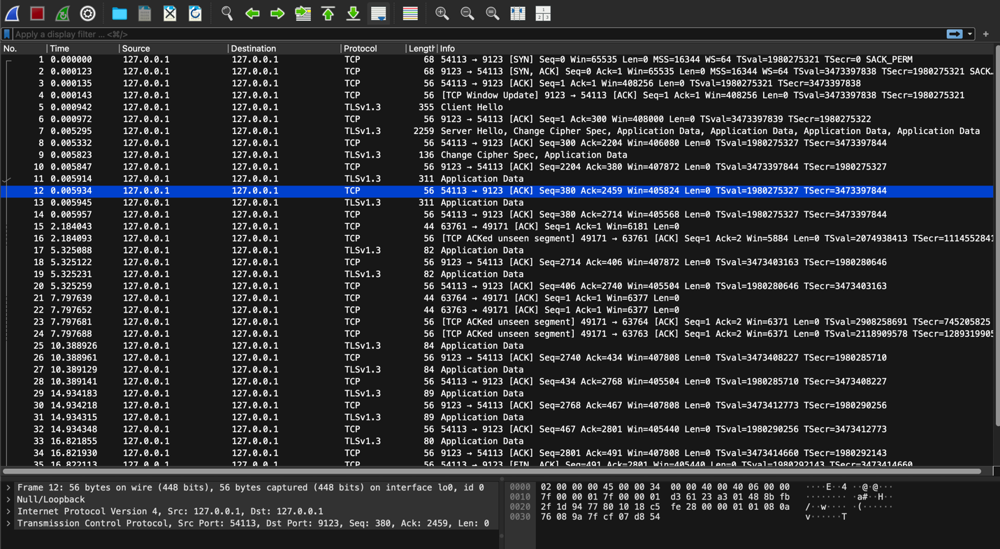 Apply a display filter ... <⌘/>
No. Time Source Destination Protocol Length Info
1 0.000000 127.0.0.1 127.0.0.1 TCP 68 54113 → 9123 [SYN] Seq=0 Win=65535 Len=0 MSS=16344 WS=64 TSval=1980275321 TSecr=0 SACK_PERM
2 0.000123 127.0.0.1 127.0.0.1 TCP 68 9123 → 54113 [SYN, ACK] Seq=0 Ack=1 Win=65535 Len=0 MSS=16344 WS=64 TSval=3473397838 TSecr=1980275321 SACK…
3 0.000135 127.0.0.1 127.0.0.1 TCP 56 54113 → 9123 [ACK] Seq=1 Ack=1 Win=408256 Len=0 TSval=1980275321 TSecr=3473397838
4 0.000143 127.0.0.1 127.0.0.1 TCP 56 [TCP Window Update] 9123 → 54113 [ACK] Seq=1 Ack=1 Win=408256 Len=0 TSval=3473397838 TSecr=1980275321
5 0.000942 127.0.0.1 127.0.0.1 TLSv1.3 355 Client Hello
6 0.000972 127.0.0.1 127.0.0.1 TCP 56 9123 → 54113 [ACK] Seq=1 Ack=300 Win=408000 Len=0 TSval=3473397839 TSecr=1980275322
7 0.005295 127.0.0.1 127.0.0.1 TLSv1.3 2259 Server Hello, Change Cipher Spec, Application Data, Application Data, Application Data, Application Data
8 0.005332 127.0.0.1 127.0.0.1 TCP 56 54113 → 9123 [ACK] Seq=300 Ack=2204 Win=406080 Len=0 TSval=1980275327 TSecr=3473397844
9 0.005823 127.0.0.1 127.0.0.1 TLSv1.3 136 Change Cipher Spec, Application Data
10 0.005847 127.0.0.1 127.0.0.1 TCP 56 9123 → 54113 [ACK] Seq=2204 Ack=380 Win=407872 Len=0 TSval=3473397844 TSecr=1980275327
11 0.005914 127.0.0.1 127.0.0.1 TLSv1.3 311 Application Data
12 0.005934 127.0.0.1 127.0.0.1 TCP 56 54113 → 9123 [ACK] Seq=380 Ack=2459 Win=405824 Len=0 TSval=1980275327 TSecr=3473397844
13 0.005945 127.0.0.1 127.0.0.1 TLSv1.3 311 Application Data
14 0.005957 127.0.0.1 127.0.0.1 TCP 56 54113 → 9123 [ACK] Seq=380 Ack=2714 Win=405568 Len=0 TSval=1980275327 TSecr=3473397844
15 2.184043 127.0.0.1 127.0.0.1 TCP 44 63761 → 49171 [ACK] Seq=1 Ack=1 Win=6181 Len=0
16 2.184093 127.0.0.1 127.0.0.1 TCP 56 [TCP ACKed unseen segment] 49171 → 63761 [ACK] Seq=1 Ack=2 Win=5884 Len=0 TSval=2074938413 TSecr=1114552841
17 5.325088 127.0.0.1 127.0.0.1 TLSv1.3 82 Application Data
18 5.325122 127.0.0.1 127.0.0.1 TCP 56 9123 → 54113 [ACK] Seq=2714 Ack=406 Win=407872 Len=0 TSval=3473403163 TSecr=1980280646
19 5.325231 127.0.0.1 127.0.0.1 TLSv1.3 82 Application Data
20 5.325259 127.0.0.1 127.0.0.1 TCP 56 54113 → 9123 [ACK] Seq=406 Ack=2740 Win=405504 Len=0 TSval=1980280646 TSecr=3473403163
21 7.797639 127.0.0.1 127.0.0.1 TCP 44 63764 → 49171 [ACK] Seq=1 Ack=1 Win=6377 Len=0
22 7.797652 127.0.0.1 127.0.0.1 TCP 44 63763 → 49171 [ACK] Seq=1 Ack=1 Win=6377 Len=0
23 7.797681 127.0.0.1 127.0.0.1 TCP 56 [TCP ACKed unseen segment] 49171 → 63764 [ACK] Seq=1 Ack=2 Win=6371 Len=0 TSval=2908258691 TSecr=745205825
24 7.797688 127.0.0.1 127.0.0.1 TCP 56 [TCP ACKed unseen segment] 49171 → 63763 [ACK] Seq=1 Ack=2 Win=6371 Len=0 TSval=2118909578 TSecr=1289319905
25 10.388926 127.0.0.1 127.0.0.1 TLSv1.3 84 Application Data
26 10.388961 127.0.0.1 127.0.0.1 TCP 56 9123 → 54113 [ACK] Seq=2740 Ack=434 Win=407808 Len=0 TSval=3473408227 TSecr=1980285710
27 10.389129 127.0.0.1 127.0.0.1 TLSv1.3 84 Application Data
28 10.389141 127.0.0.1 127.0.0.1 TCP 56 54113 → 9123 [ACK] Seq=434 Ack=2768 Win=405504 Len=0 TSval=1980285710 TSecr=3473408227
29 14.934183 127.0.0.1 127.0.0.1 TLSv1.3 89 Application Data
30 14.934218 127.0.0.1 127.0.0.1 TCP 56 9123 → 54113 [ACK] Seq=2768 Ack=467 Win=407808 Len=0 TSval=3473412773 TSecr=1980290256
31 14.934315 127.0.0.1 127.0.0.1 TLSv1.3 89 Application Data
32 14.934348 127.0.0.1 127.0.0.1 TCP 56 54113 → 9123 [ACK] Seq=467 Ack=2801 Win=405440 Len=0 TSval=1980290256 TSecr=3473412773
33 16.821855 127.0.0.1 127.0.0.1 TLSv1.3 80 Application Data
34 16.821930 127.0.0.1 127.0.0.1 TCP 56 9123 → 54113 [ACK] Seq=2801 Ack=491 Win=407808 Len=0 TSval=3473414660 TSecr=1980292143
35 16.822113 127.0.0.1 127.0.0.1 TCP 56 54113 → 9123 [FIN, ACK] Seq=491 Ack=2801 Win=405440 Len=0 TSval=1980292143 TSecr=3473414660
> Frame 12: 56 bytes on wire (448 bits), 56 bytes captured (448 bits) on interface lo0, id 0
> Null/Loopback
> Internet Protocol Version 4, Src: 127.0.0.1, Dst: 127.0.0.1
> Transmission Control Protocol, Src Port: 54113, Dst Port: 9123, Seq: 380, Ack: 2459, Len: 0
0000 02 00 00 00 45 00 00 34 00 00 40 00 40 06 00 00 ····E··4 ··@·@···
0010 7f 00 00 01 7f 00 00 01 d3 61 23 a3 01 48 8b fb ········ ·a#··H··
0020 2f 1d 94 77 80 10 18 c5 fe 28 00 00 01 01 08 0a /··w···· ·(······
0030 76 08 9a 7f cf 07 d8 54 v······T